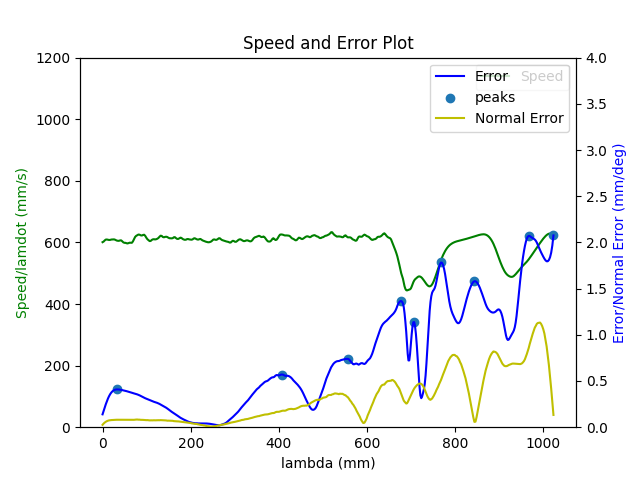 Speed and Error Plot
Speed/lamdot (mm/s)
1200
1000
800
600
400
200
0
4.0
3.5
3.0
2.5
2.0
1.5
1.0
0.5
0.0
Error/Normal Error (mm/deg)
Error
Speed
peaks
Normal Error
0
200
400
600
800
1000
lambda (mm)